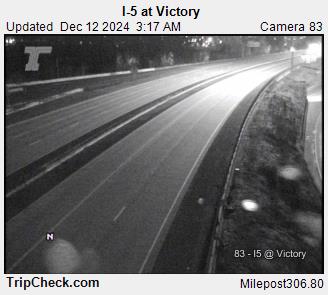 I-5 at Victory
Updated Dec 12 2024 3:17 AM Camera 83
T
N
83 - I5 @ Victory
TripCheck.com Milepost306.80